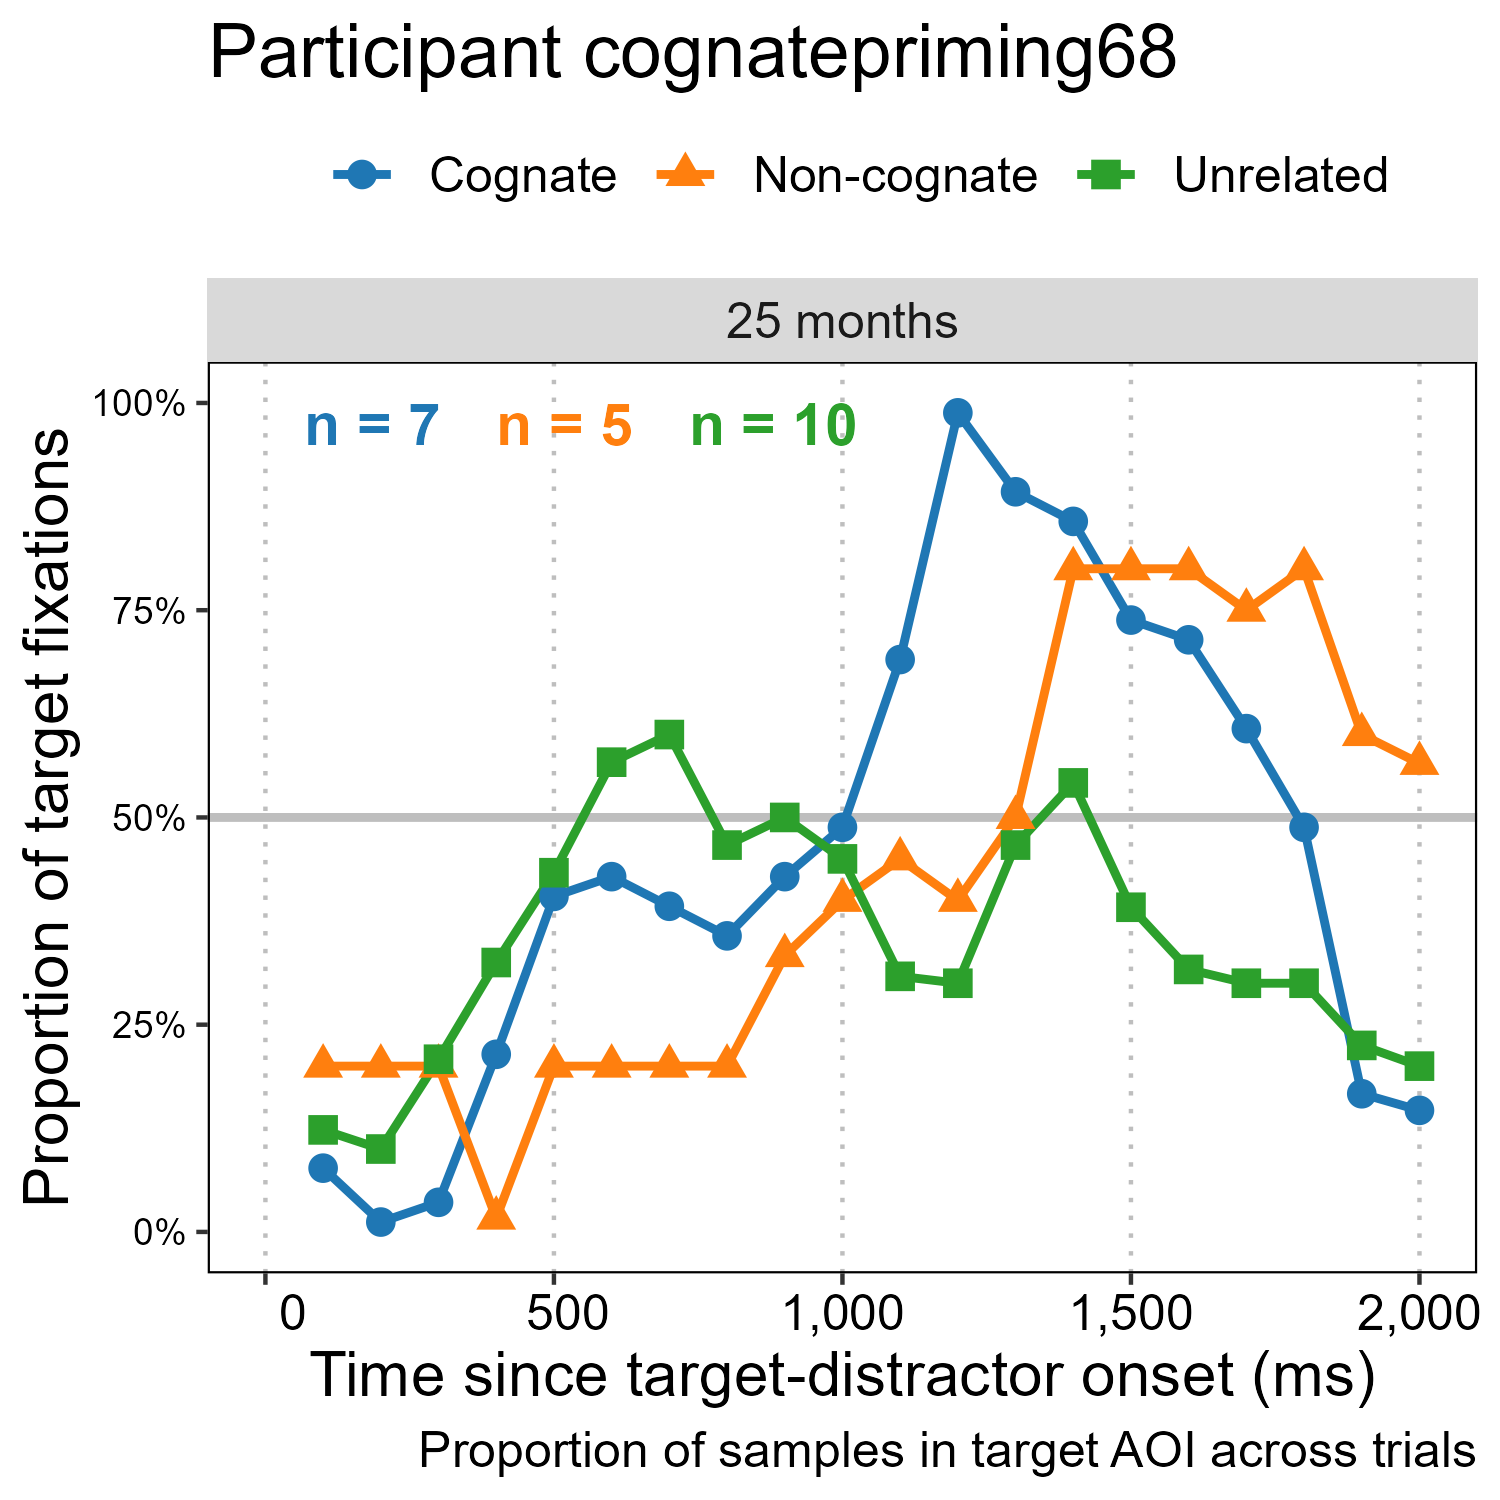 Participant cognatepriming68
Cognate Non-cognate Unrelated
25 months
n = 7 n = 5 n = 10
100%
75%
50%
25%
0%
Proportion of target fixations
0 500 1,000 1,500 2,000
Time since target-distractor onset (ms)
Proportion of samples in target AOI across trials